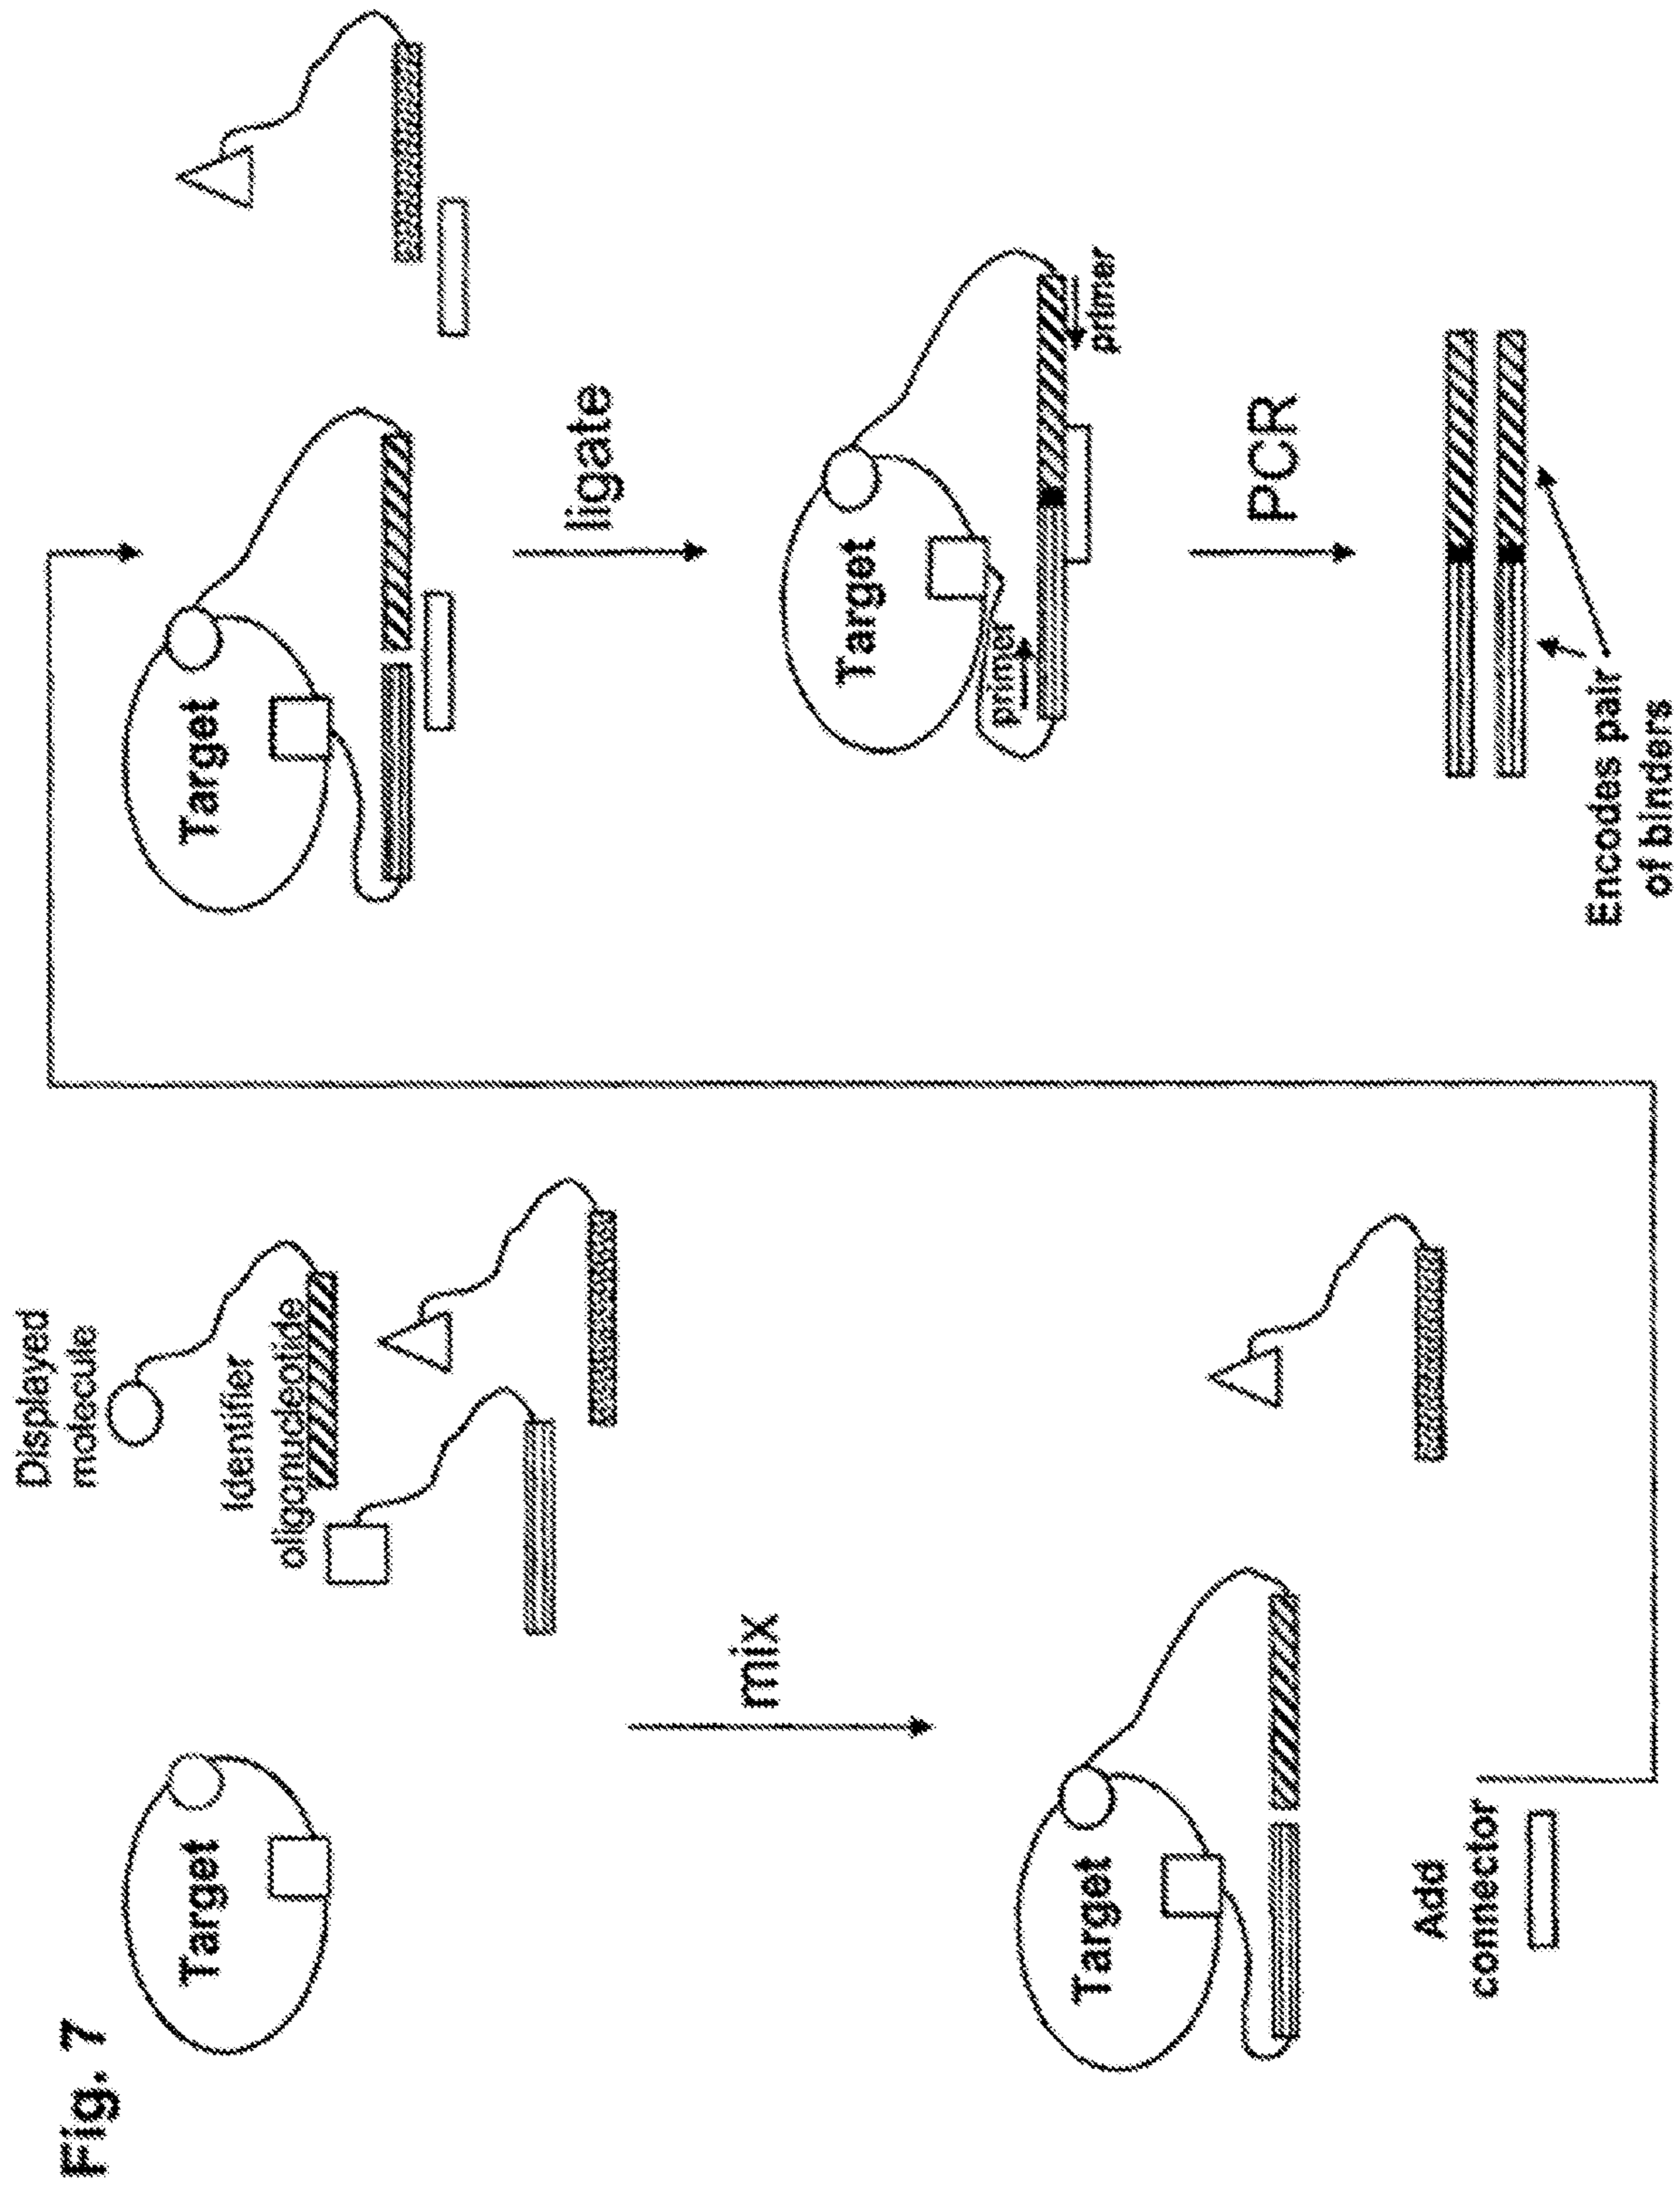 Fig. 7
Target
Displayed
molecule
Identifier
oligonucleotide
mix
Target
Add
connector
Target
ligate
Target
primer
primer
PCR
Encodes pair
of binders